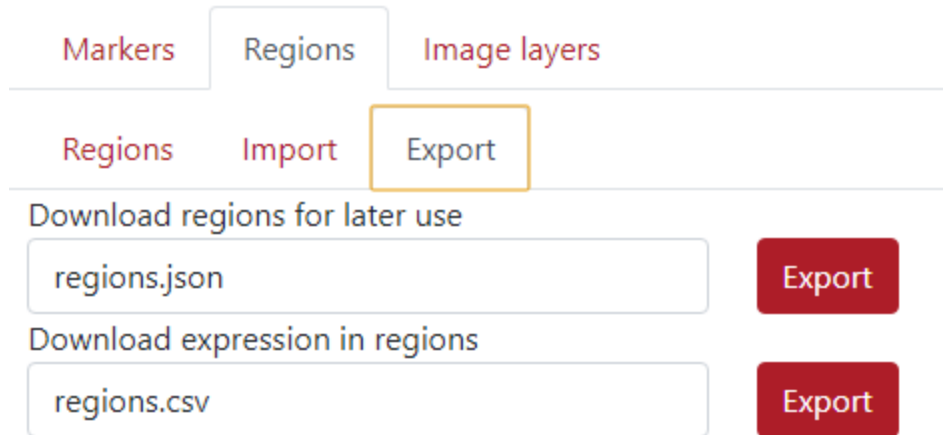 Markers Regions Image layers
Regions Import Export
Download regions for later use
regions.json Export
Download expression in regions
regions.csv Export